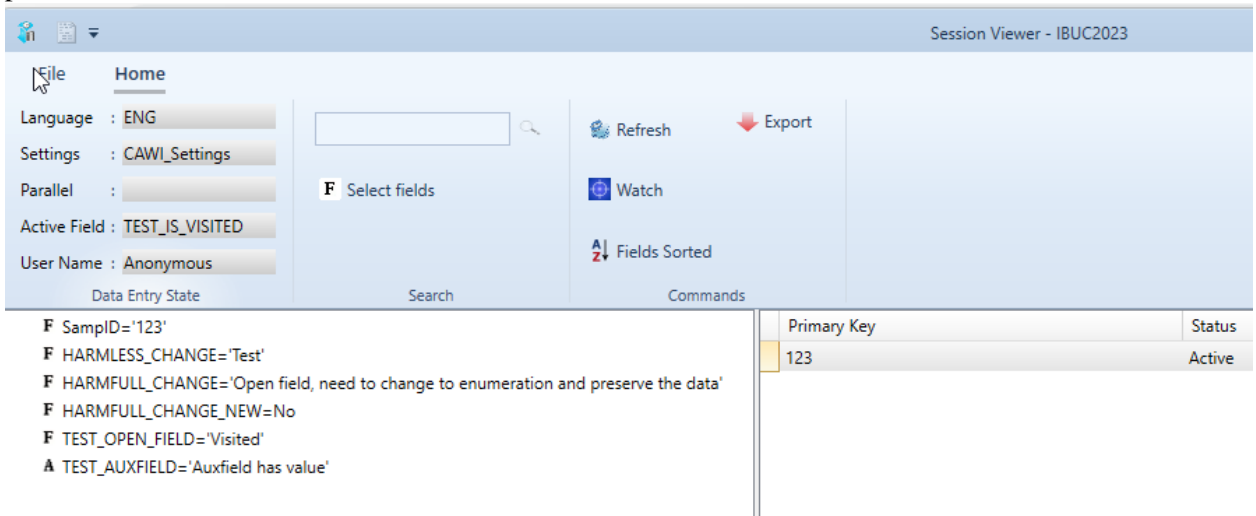 Session Viewer - IBUC2023
File Home
Language : ENG
Settings : CAWI_Settings
Parallel :
Active Field : TEST_IS_VISITED
User Name : Anonymous
Data Entry State
F Select fields
Search
Refresh
Export
Watch
AZ Fields Sorted
Commands
F SampID='123'
F HARMLESS_CHANGE='Test'
F HARMFULL_CHANGE='Open field, need to change to enumeration and preserve the data'
F HARMFULL_CHANGE_NEW=No
F TEST_OPEN_FIELD='Visited'
A TEST_AUXFIELD='Auxfield has value'
Primary Key Status
123 Active